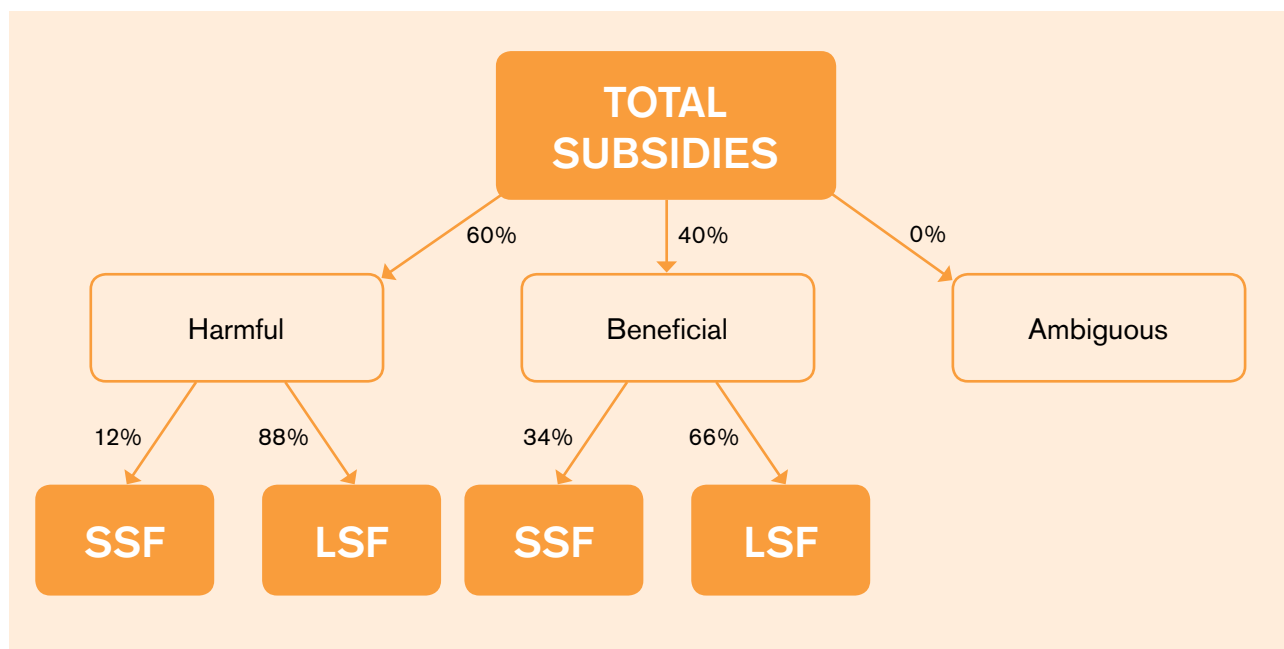 TOTAL
SUBSIDIES
60%
40%
0%
Harmful
Beneficial
Ambiguous
12%
88%
34%
66%
SSF
LSF
SSF
LSF